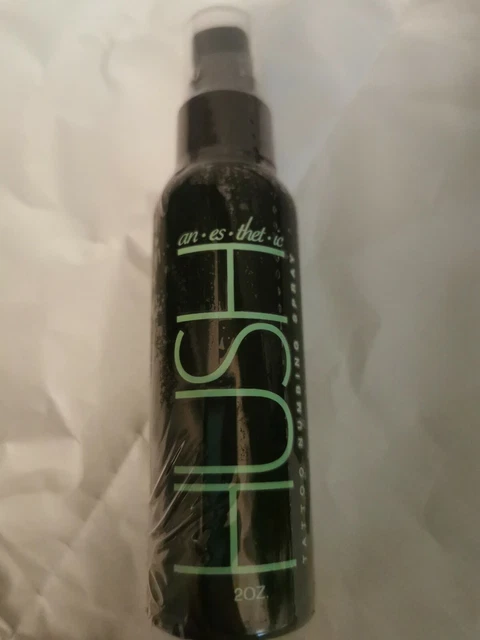 an·es·thet·ic
HUSH
TATTOO NUMBING SPRAY
2OZ.